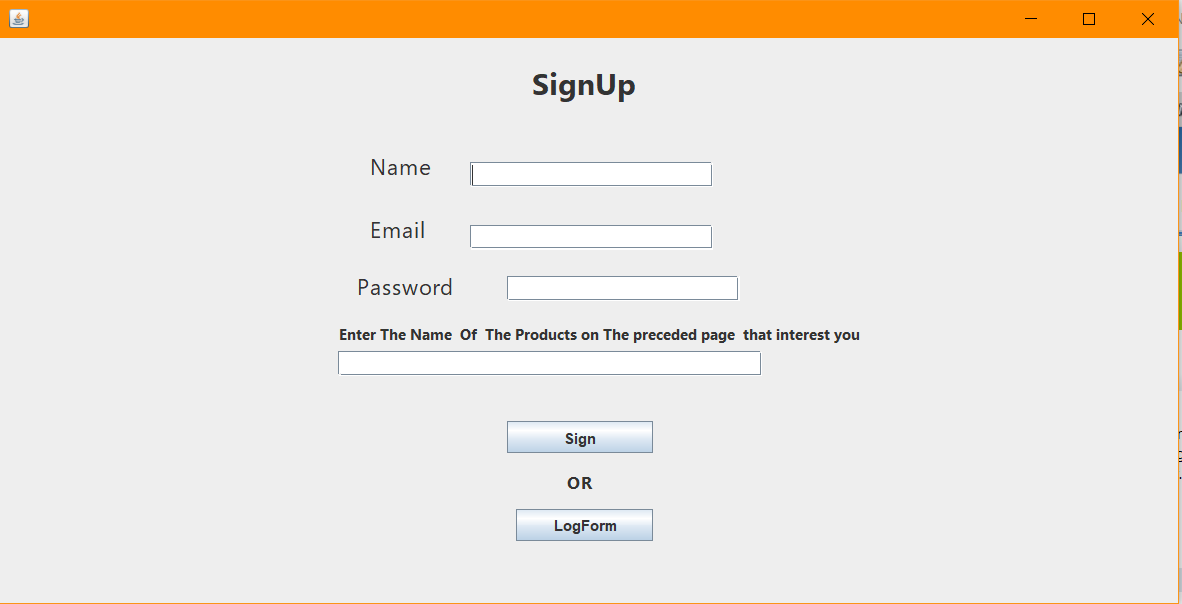 SignUp
Name
Email
Password
Enter The Name Of The Products on The preceded page that interest you
Sign
OR
LogForm